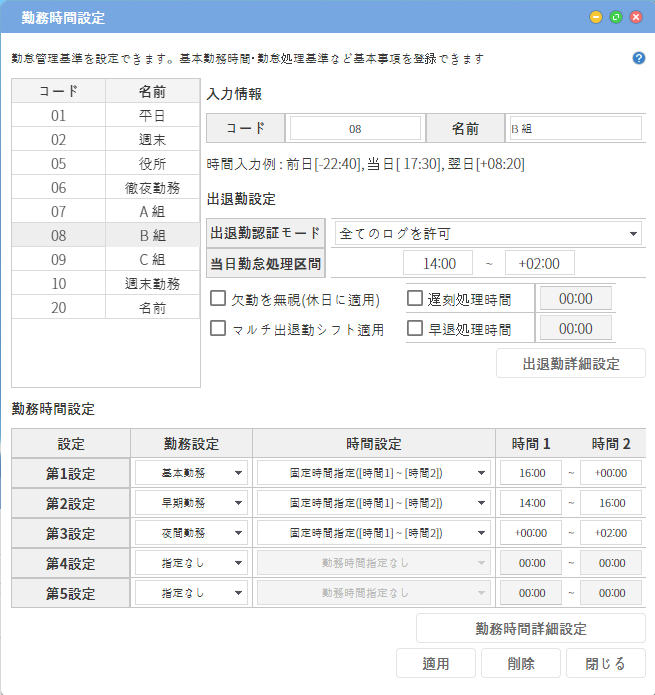 勤務時間設定
勤怠管理基準を設定できます。基本勤務時間･勤怠処理基準など基本事項を登録できます
コード 名前
01 平日
02 週末
05 役所
06 徹夜勤務
07 A 組
08 B 組
09 C 組
10 週末勤務
20 名前
入力情報
コード 08 名前 B 組
時間入力例 : 前日[-22:40], 当日[ 17:30], 翌日[+08:20]
出退勤設定
出退勤認証モード 全てのログを許可
当日勤怠処理区間 14:00 ~ +02:00
欠勤を無視(休日に適用) 遅刻処理時間 00:00
マルチ出退勤シフト適用 早退処理時間 00:00
出退勤詳細設定
勤務時間設定
設定 勤務設定 時間設定 時間 1 時間 2
第1設定 基本勤務 固定時間指定([時間1] ~ [時間2]) 16:00 ~ +00:00
第2設定 早期勤務 固定時間指定([時間1] ~ [時間2]) 14:00 ~ 16:00
第3設定 夜間勤務 固定時間指定([時間1] ~ [時間2]) +00:00 ~ +02:00
第4設定 指定なし 勤務時間指定なし 00:00 ~ 00:00
第5設定 指定なし 勤務時間指定なし 00:00 ~ 00:00
勤務時間詳細設定
適用 削除 閉じる